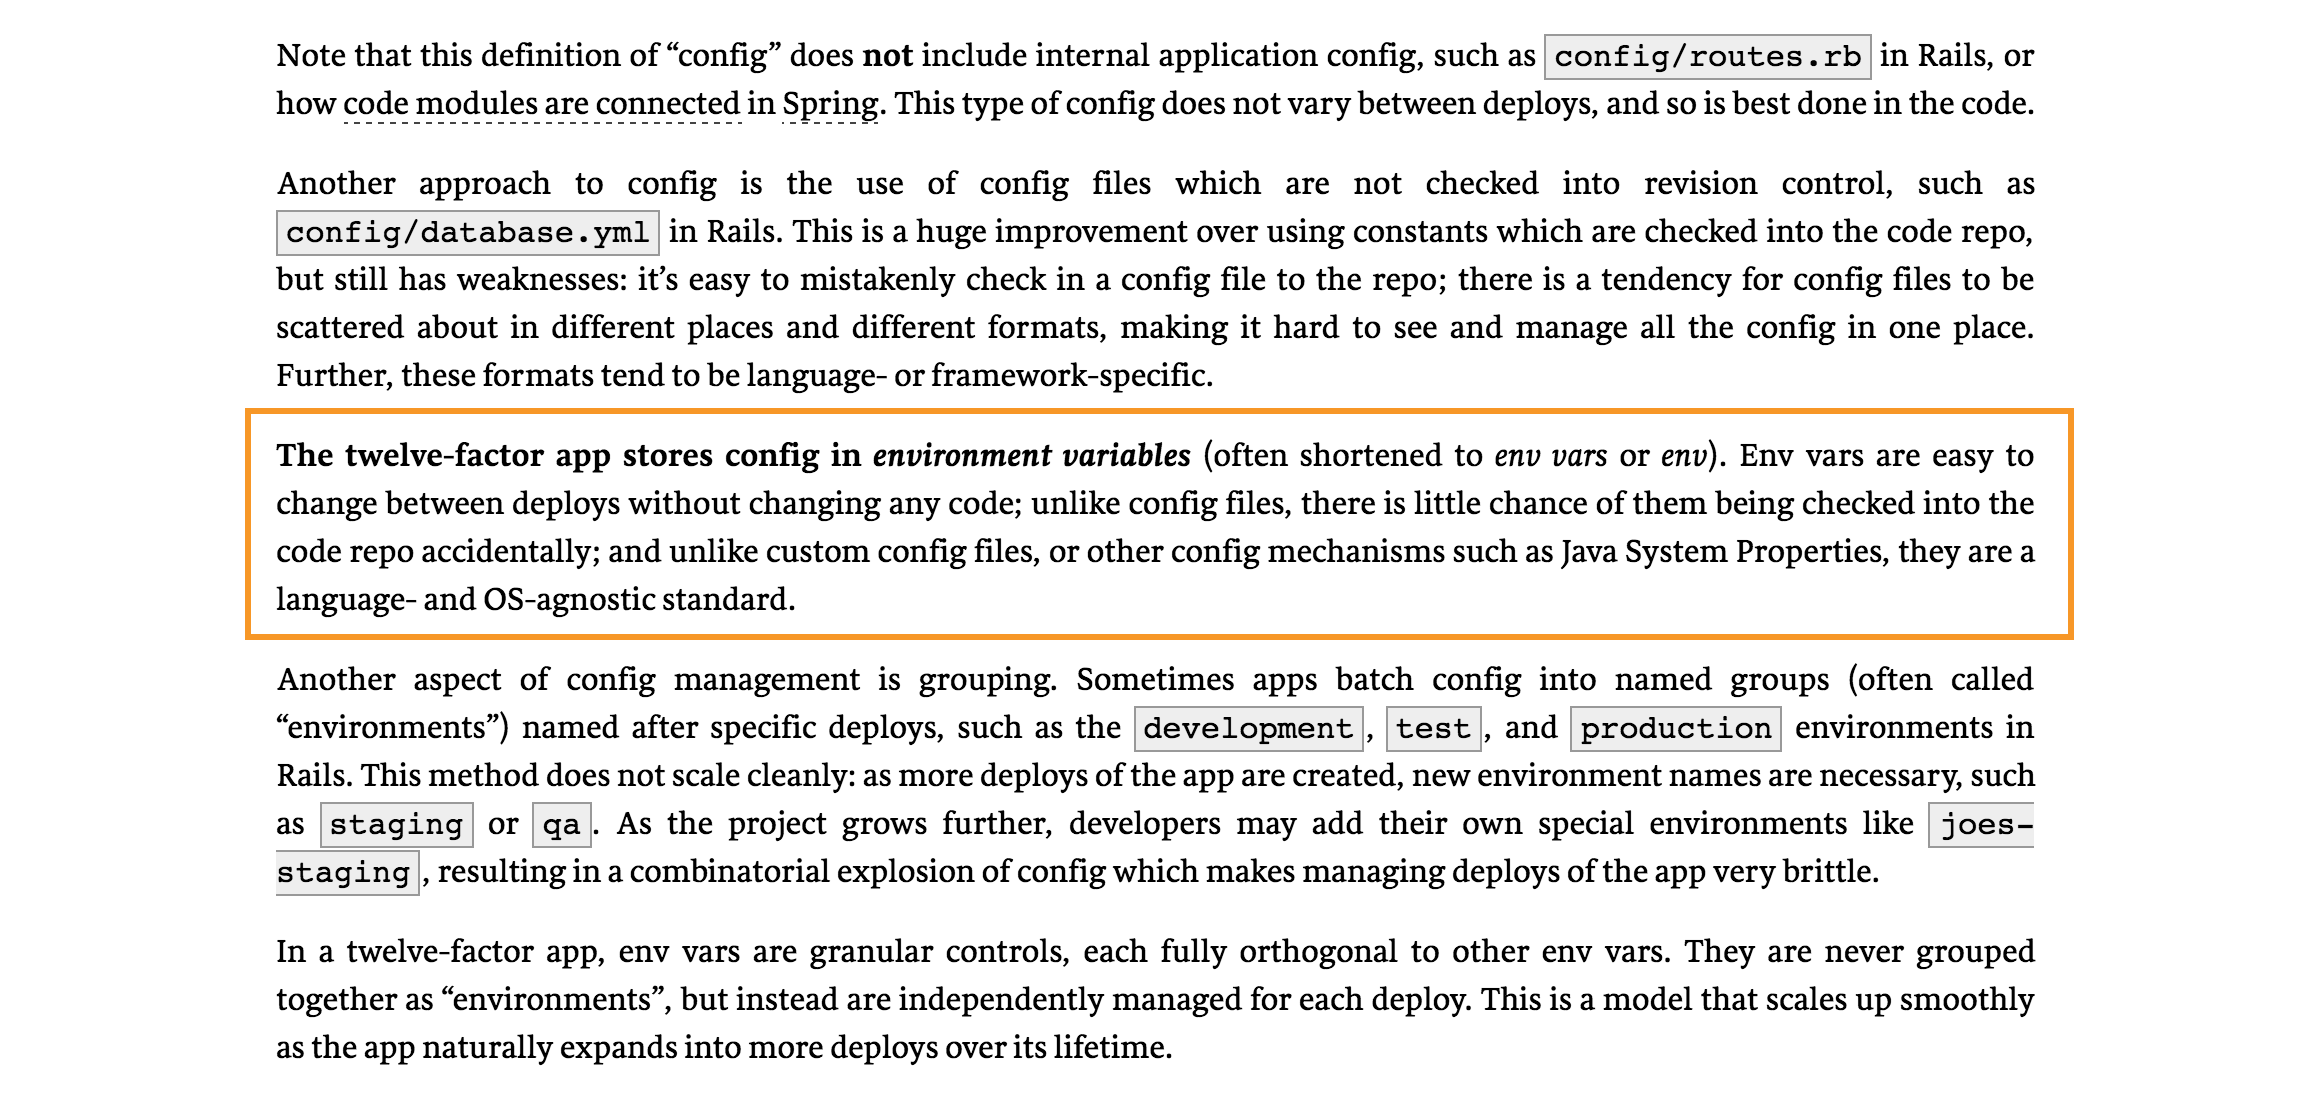 Note that this definition of “config” does not include internal application config, such as config/routes.rb in Rails, or
how code modules are connected in Spring. This type of config does not vary between deploys, and so is best done in the code.
Another approach to config is the use of config files which are not checked into revision control, such as
config/database.yml in Rails. This is a huge improvement over using constants which are checked into the code repo,
but still has weaknesses: it’s easy to mistakenly check in a config file to the repo; there is a tendency for config files to be
scattered about in different places and different formats, making it hard to see and manage all the config in one place.
Further, these formats tend to be language- or framework-specific.
The twelve-factor app stores config in environment variables (often shortened to env vars or env). Env vars are easy to
change between deploys without changing any code; unlike config files, there is little chance of them being checked into the
code repo accidentally; and unlike custom config files, or other config mechanisms such as Java System Properties, they are a
language- and OS-agnostic standard.
Another aspect of config management is grouping. Sometimes apps batch config into named groups (often called
“environments”) named after specific deploys, such as the development, test, and production environments in
Rails. This method does not scale cleanly: as more deploys of the app are created, new environment names are necessary, such
as staging or qa. As the project grows further, developers may add their own special environments like joes-
staging, resulting in a combinatorial explosion of config which makes managing deploys of the app very brittle.
In a twelve-factor app, env vars are granular controls, each fully orthogonal to other env vars. They are never grouped
together as “environments”, but instead are independently managed for each deploy. This is a model that scales up smoothly
as the app naturally expands into more deploys over its lifetime.